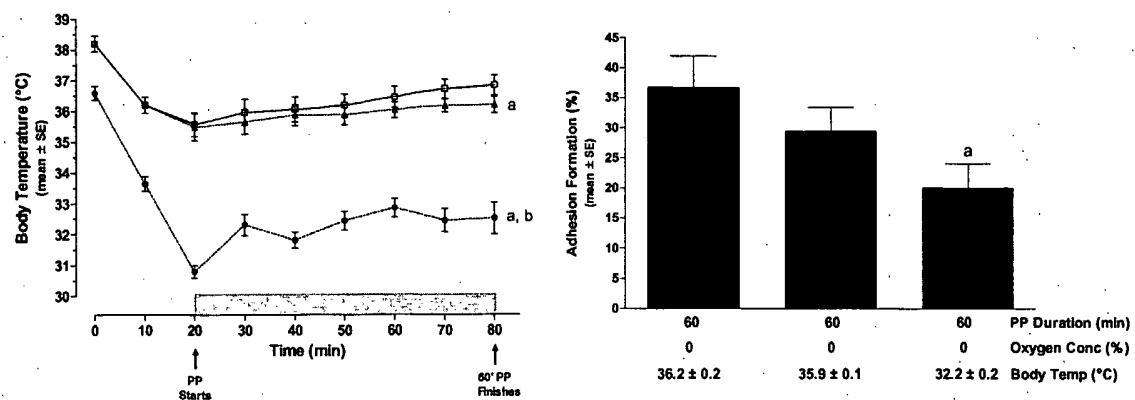 Body Temperature (°C)
(mean ± SE)
39
38
37
36
35
34
33
32
31
30
a
a, b
0 10 20 30 40 50 60 70 80
Time (min)
PP
Starts
60' PP
Finishes
Adhesion Formation (%)
(mean ± SE)
45
40
35
30
25
20
15
10
5
0
a
60 60 60 PP Duration (min)
0 0 0 Oxygen Conc (%)
36.2 ± 0.2 35.9 ± 0.1 32.2 ± 0.2 Body Temp (°C)